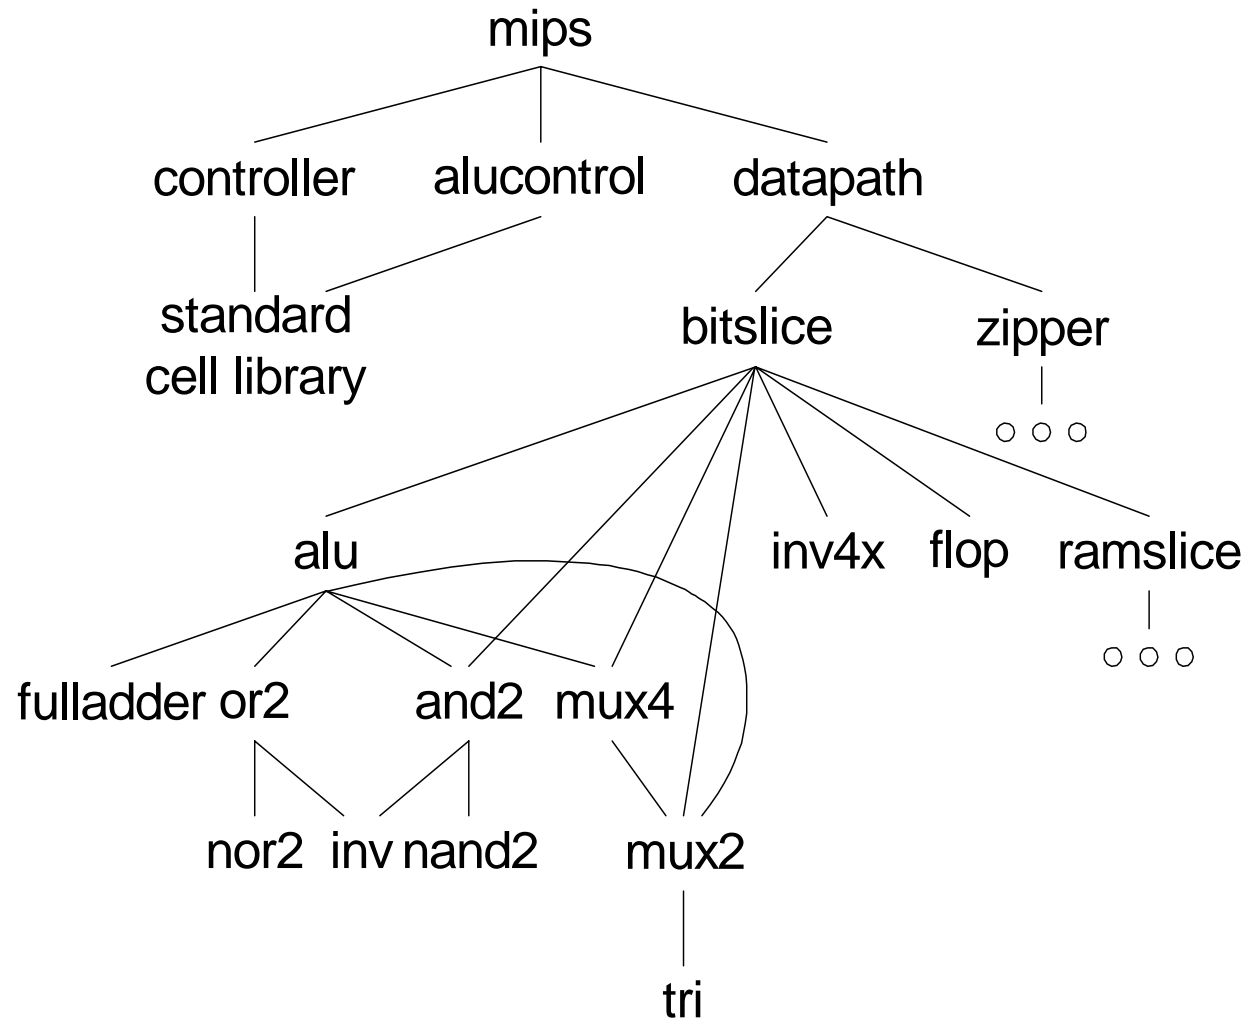 mips
controller alucontrol datapath
standard
cell library
bitslice zipper
alu inv4x flop ramslice
fulladder or2 and2 mux4
nor2 inv nand2 mux2
tri